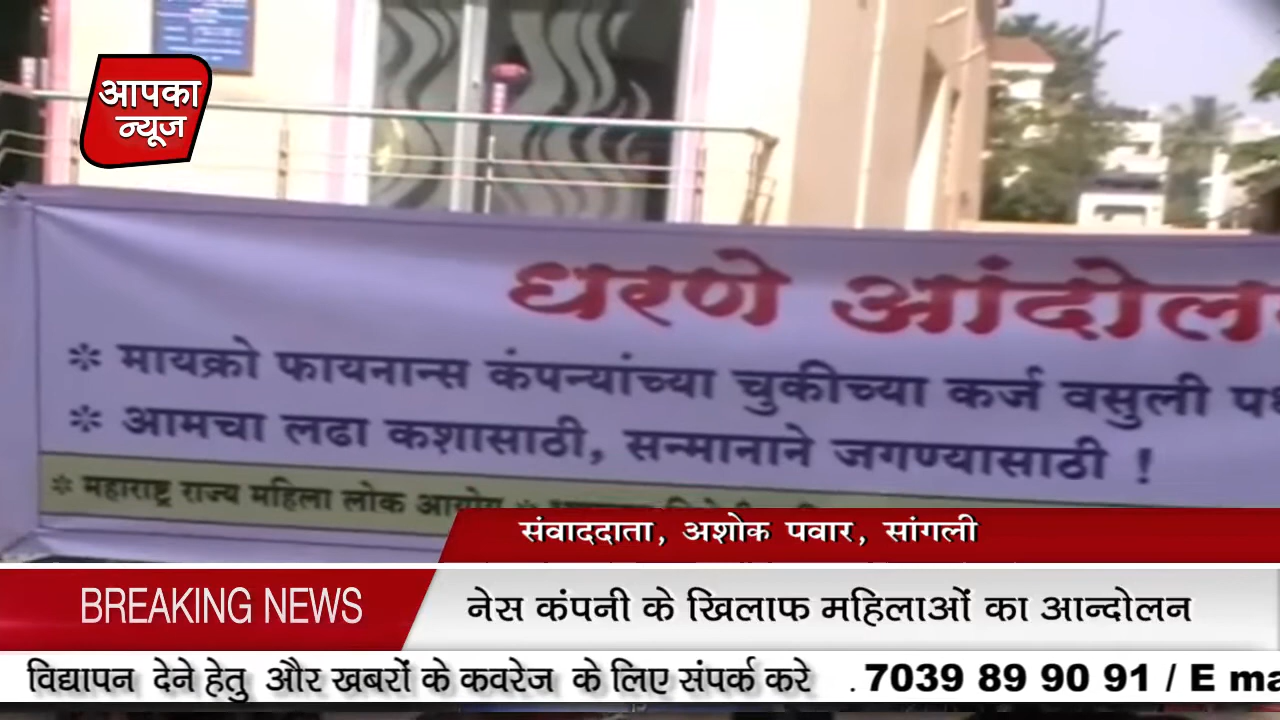 आपका
न्यूज
धरणे आंदोल
* मायक्रो फायनान्स कंपन्यांच्या चुकीच्या कर्ज वसुली
* आमचा लढा कशासाठी, सन्मानाने जगण्यासाठी !
* महाराष्ट्र राज्य महिला लोक आयोग *
संवाददाता, अशोक पवार, सांगली
BREAKING NEWS
नेस कंपनी के खिलाफ महिलाओं का आन्दोलन
विद्यापन देने हेतु और खबरों के कवरेज के लिए संपर्क करे . 7039 89 90 91 / E ma